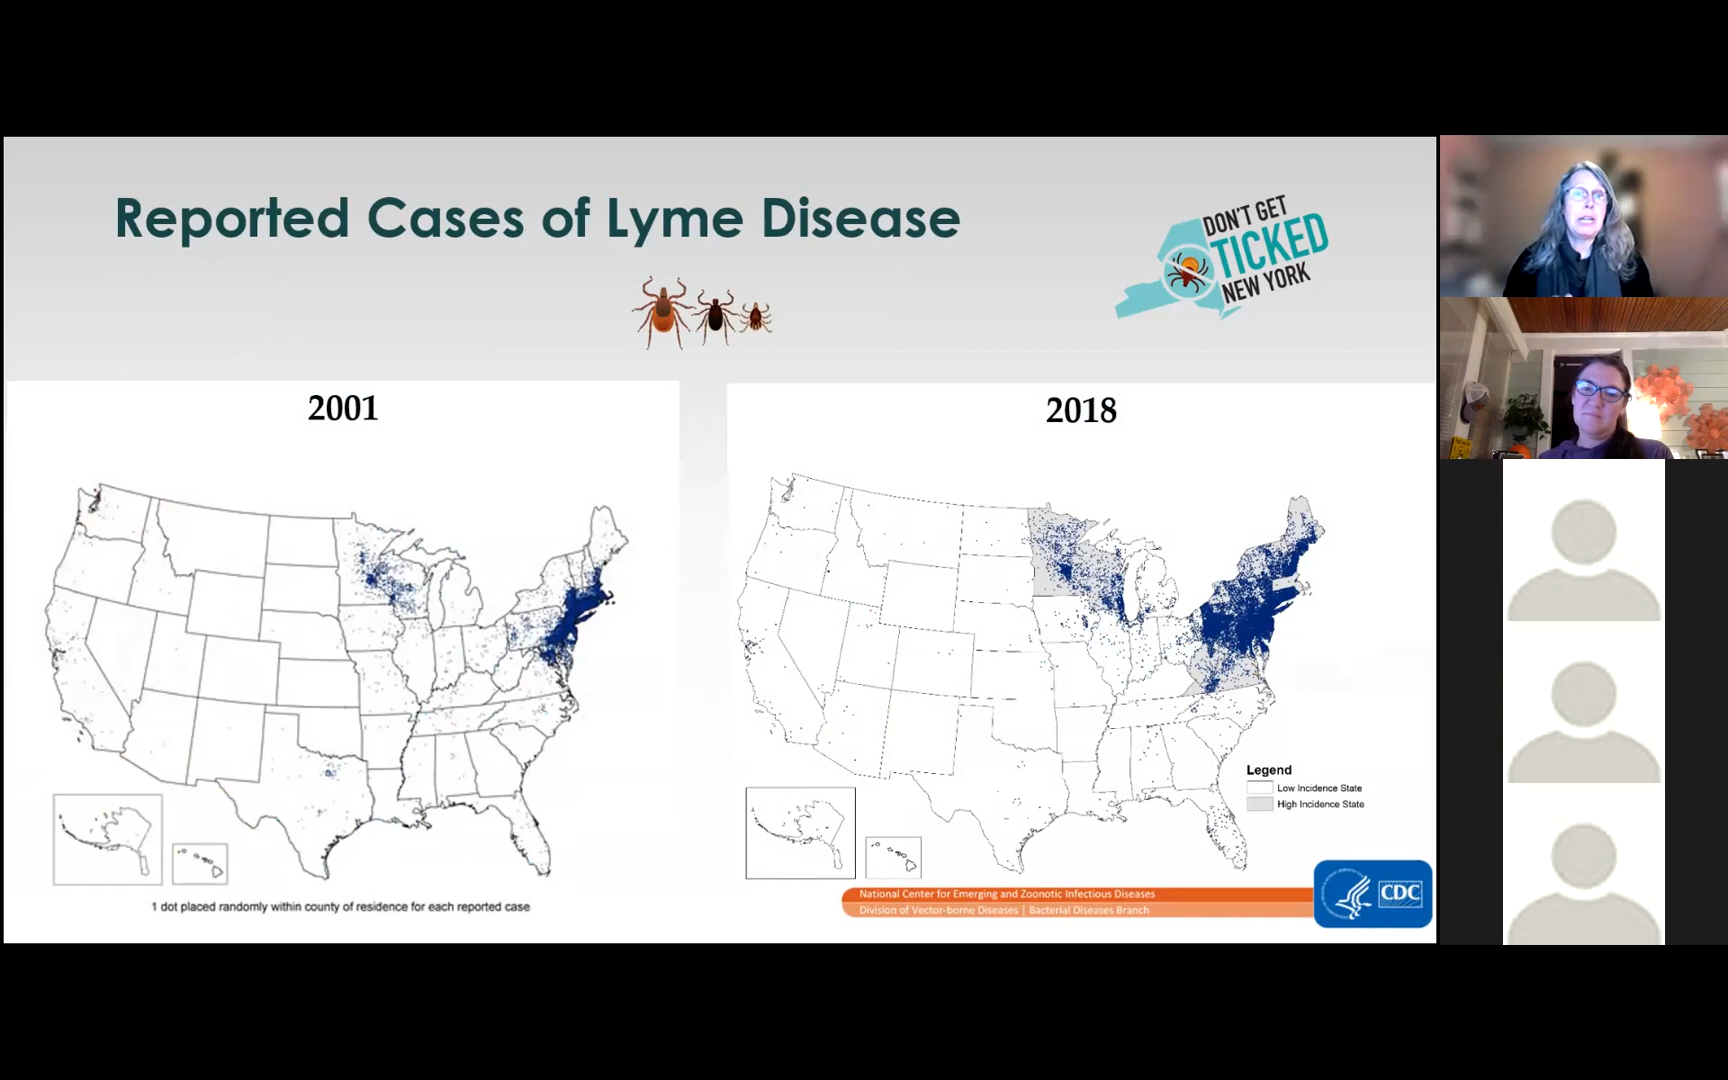 Reported Cases of Lyme Disease
DON'T GET
TICKED
NEW YORK
2001
2018
Legend
Low Incidence State
High Incidence State
1 dot placed randomly within county of residence for each reported case
National Center for Emerging and Zoonotic Infectious Diseases
Division of Vector-borne Diseases | Bacterial Diseases Branch
CDC